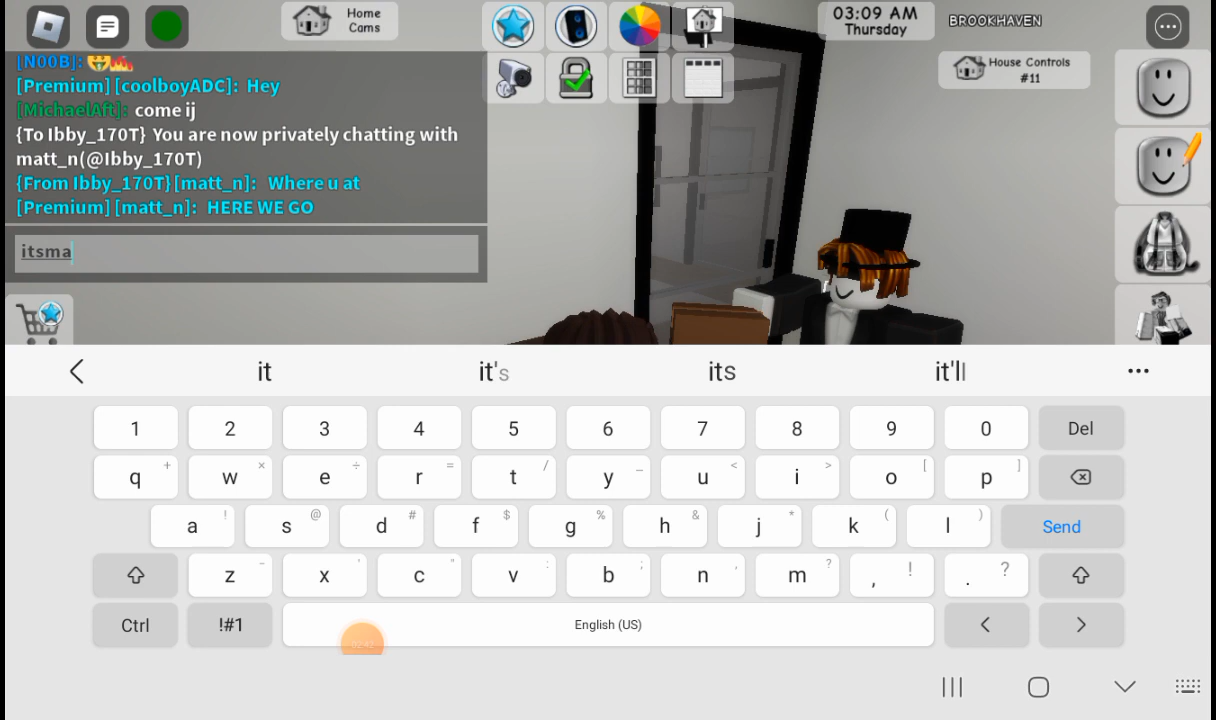 Home
Cams
03:09 AM
Thursday
BROOKHAVEN
House Controls
#11
[N00B]:
[Premium] [coolboyADC]: Hey
[MichaelAft]: come ij
{To Ibby_170T} You are now privately chatting with
matt_n(@Ibby_170T)
{From Ibby_170T}[matt_n]: Where u at
[Premium] [matt_n]: HERE WE GO
itsma
it it's its it'll
1 2 3 4 5 6 7 8 9 0 Del
q + w × e ÷ r = t / y _ u < i > o [ p ]
a ! s @ d # f $ g % h & j * k ( l ) Send
z - x ' c " v : b ; n , m ? , ! . ?
Ctrl !#1 English (US) < >
02:42